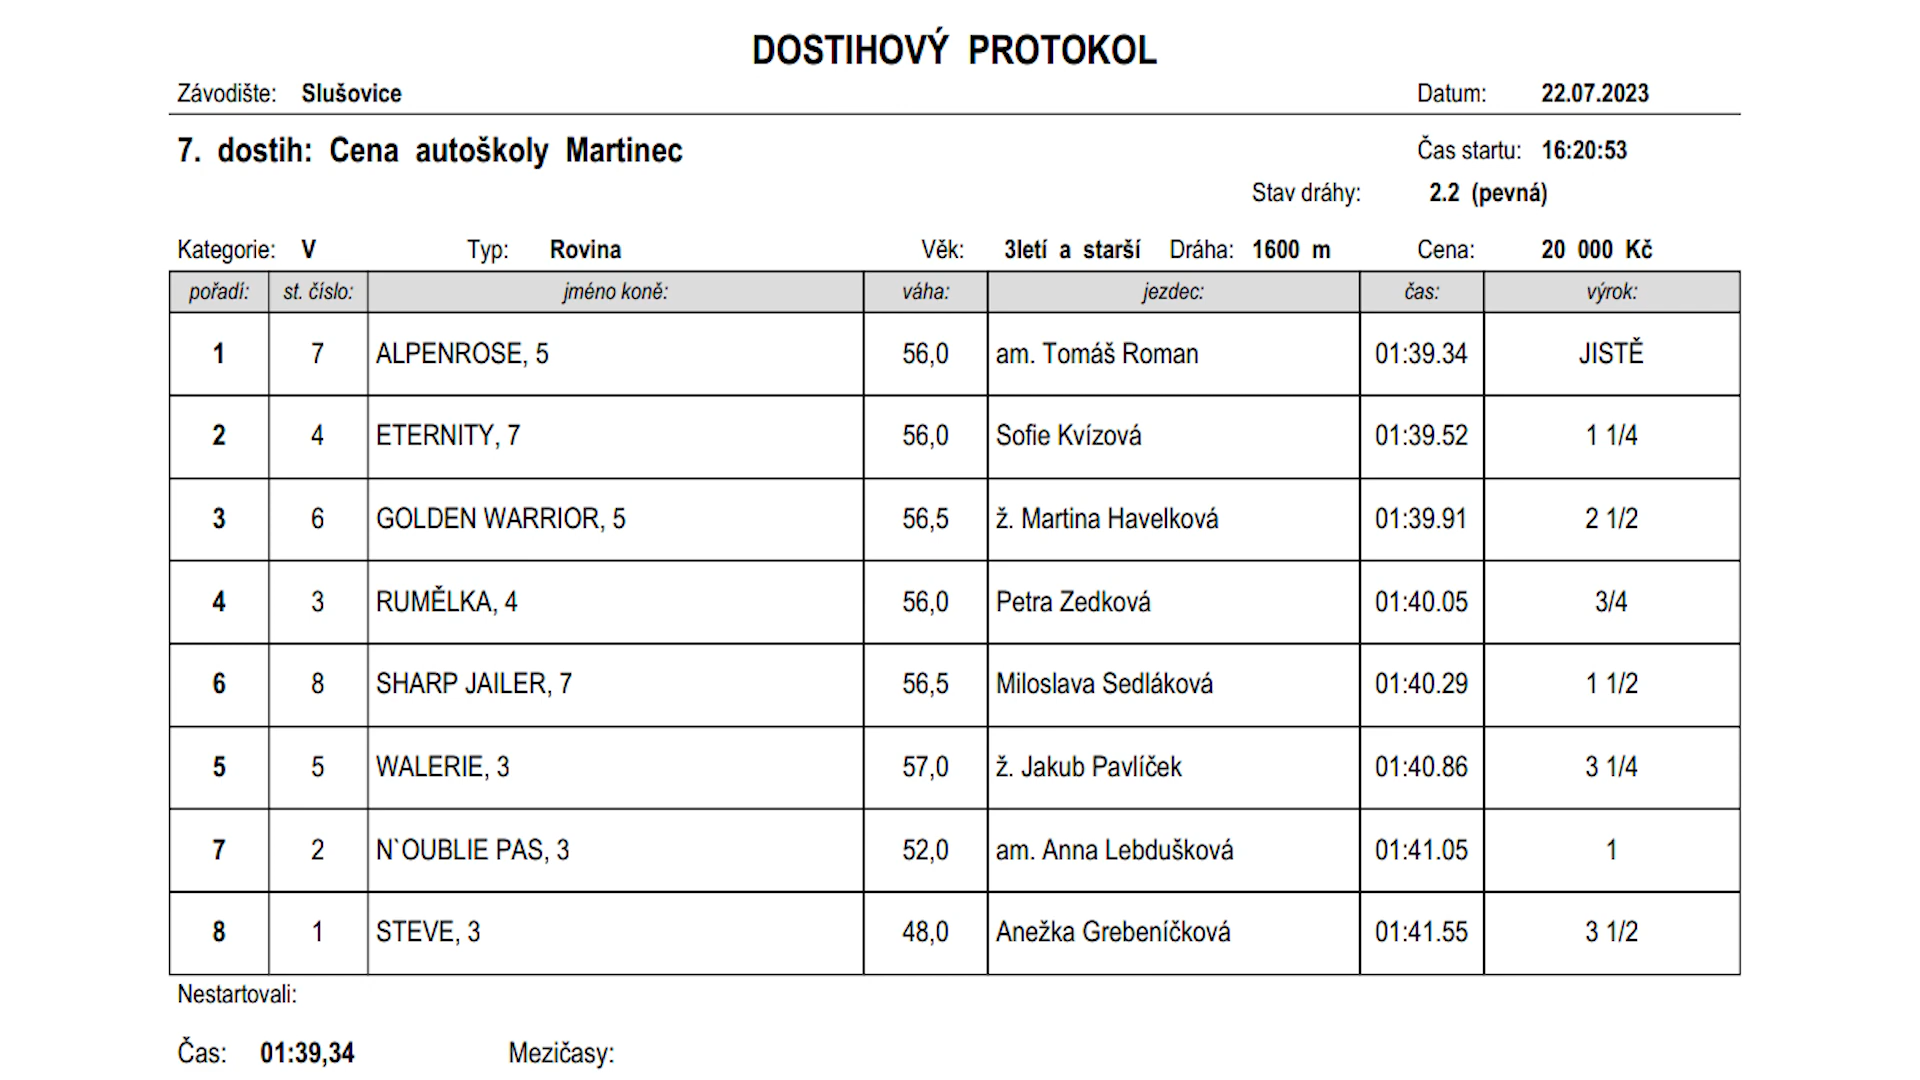 DOSTIHOVÝ PROTOKOL
Závodiště: Slušovice Datum: 22.07.2023
7. dostih: Cena autoškoly Martinec Čas startu: 16:20:53
Stav dráhy: 2.2 (pevná)
Kategorie: V Typ: Rovina Věk: 3letí a starší Dráha: 1600 m Cena: 20 000 Kč
pořadí: st. číslo: jméno koně: váha: jezdec: čas: výrok:
1 7 ALPENROSE, 5 56,0 am. Tomáš Roman 01:39.34 JISTĚ
2 4 ETERNITY, 7 56,0 Sofie Kvízová 01:39.52 1 1/4
3 6 GOLDEN WARRIOR, 5 56,5 ž. Martina Havelková 01:39.91 2 1/2
4 3 RUMĚLKA, 4 56,0 Petra Zedková 01:40.05 3/4
6 8 SHARP JAILER, 7 56,5 Miloslava Sedláková 01:40.29 1 1/2
5 5 WALERIE, 3 57,0 ž. Jakub Pavlíček 01:40.86 3 1/4
7 2 N`OUBLIE PAS, 3 52,0 am. Anna Lebdušková 01:41.05 1
8 1 STEVE, 3 48,0 Anežka Grebeníčková 01:41.55 3 1/2
Nestartovali:
Čas: 01:39,34 Mezičasy: